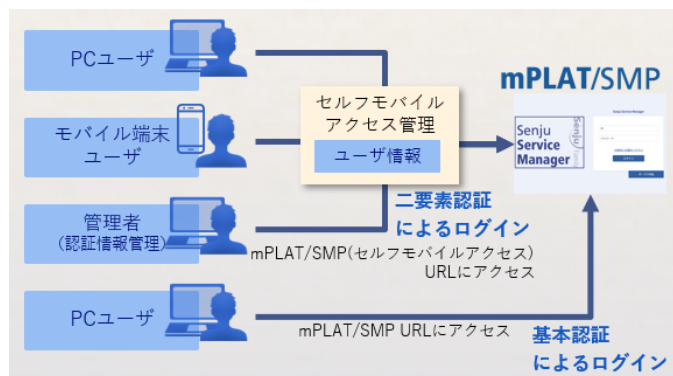 PCユーザ
モバイル端末
ユーザ
管理者
(認証情報管理)
PCユーザ
セルフモバイル
アクセス管理
ユーザ情報
二要素認証
によるログイン
mPLAT/SMP(セルフモバイルアクセス)
URLにアクセス
mPLAT/SMP URLにアクセス
基本認証
によるログイン
mPLAT/SMP
Senju
Service
Manager
Senju
Senju Service Manager